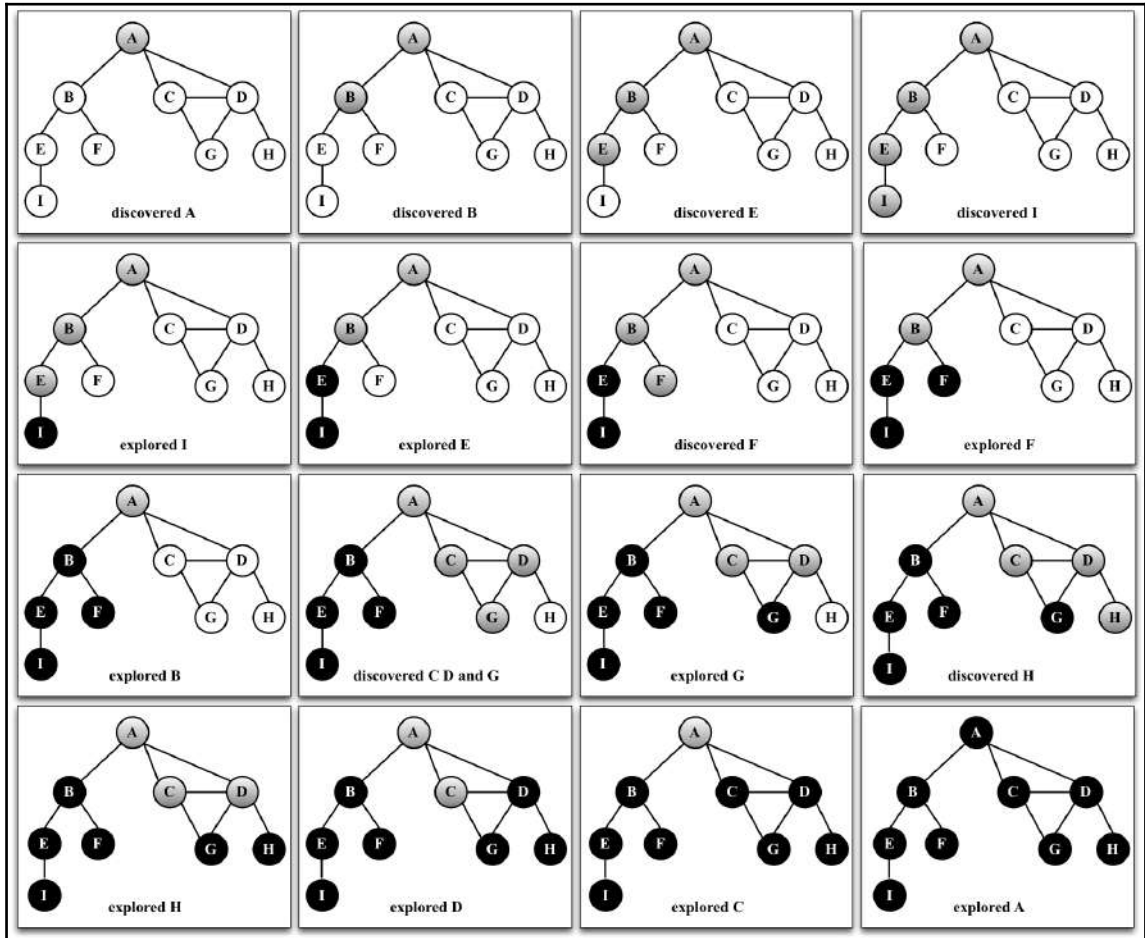 A
B C D
E F G H
I
discovered A
A
B C D
E F G H
I
discovered B
A
B C D
E F G H
I
discovered E
A
B C D
E F G H
I
discovered I
A
B C D
E F G H
I
explored I
A
B C D
E F G H
I
explored E
A
B C D
E F G H
I
discovered F
A
B C D
E F G H
I
explored F
A
B C D
E F G H
I
explored B
A
B C D
E F G H
I
discovered C D and G
A
B C D
E F G H
I
explored G
A
B C D
E F G H
I
discovered H
A
B C D
E F G H
I
explored H
A
B C D
E F G H
I
explored D
A
B C D
E F G H
I
explored C
A
B C D
E F G H
I
explored A